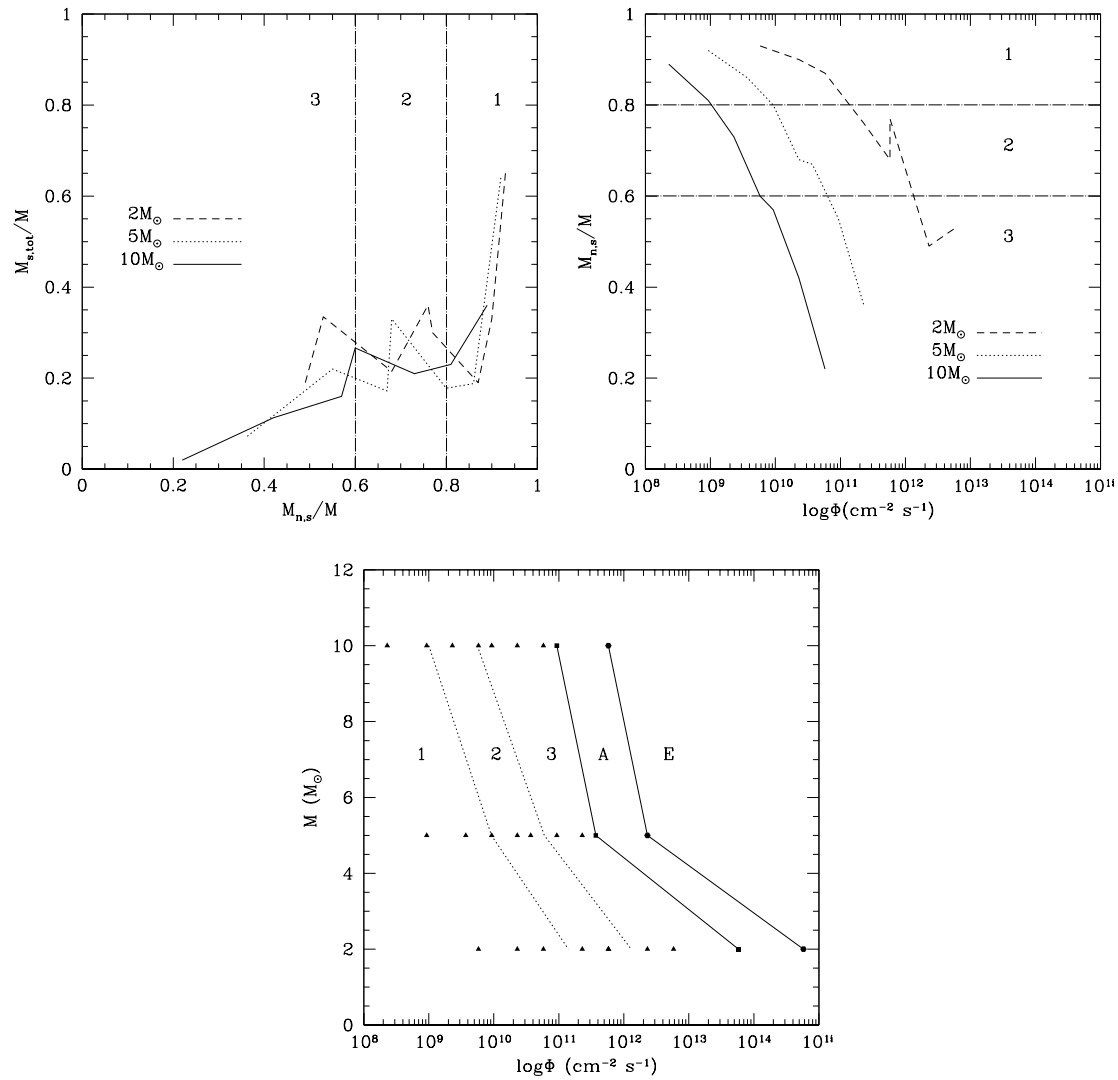 1
0.8
0.6
0.4
0.2
0
M_{s,tot}/M
3
2
1
2M_⊙
5M_⊙
10M_⊙
0 0.2 0.4 0.6 0.8 1
M_{n,s}/M
1
0.8
0.6
0.4
0.2
0
M_{n,s}/M
1
2
3
2M_⊙
5M_⊙
10M_⊙
10^8 10^9 10^{10} 10^{11} 10^{12} 10^{13} 10^{14} 10^{15}
logΦ(cm^{-2} s^{-1})
12
10
8
6
4
2
0
M (M_⊙)
1 2 3 A E
10^8 10^9 10^{10} 10^{11} 10^{12} 10^{13} 10^{14} 10^{15}
logΦ (cm^{-2} s^{-1})